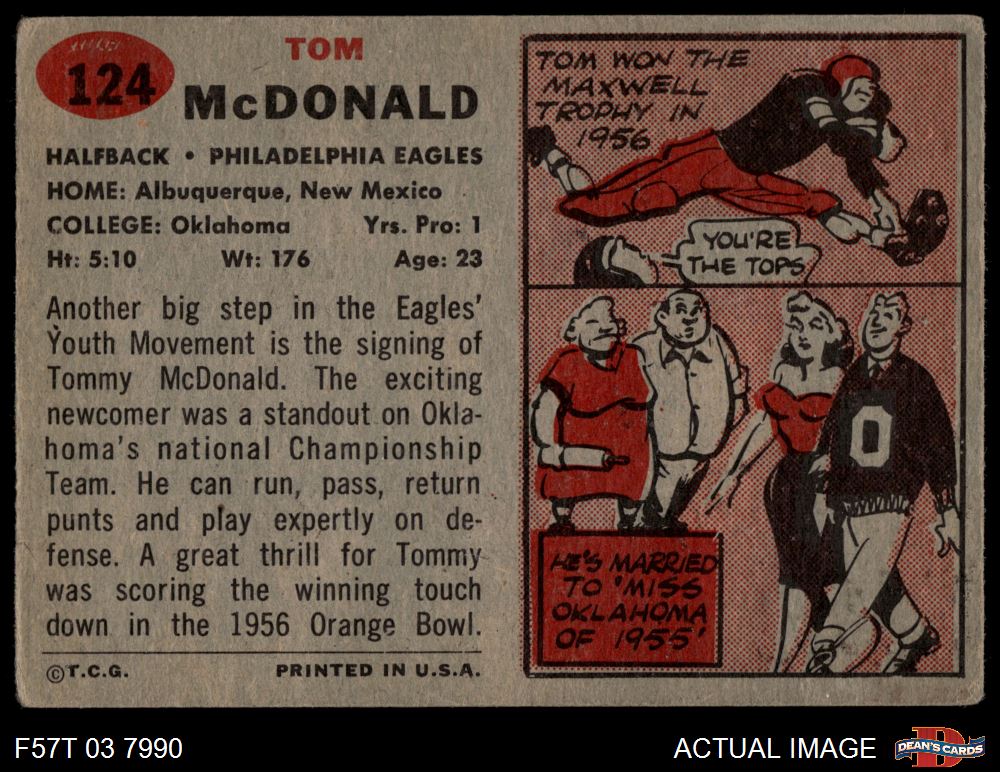 124
TOM
McDONALD
HALFBACK • PHILADELPHIA EAGLES
HOME: Albuquerque, New Mexico
COLLEGE: Oklahoma Yrs. Pro: 1
Ht: 5:10 Wt: 176 Age: 23
Another big step in the Eagles'
Youth Movement is the signing of
Tommy McDonald. The exciting
newcomer was a standout on Okla-
homa's national Championship
Team. He can run, pass, return
punts and play expertly on de-
fense. A great thrill for Tommy
was scoring the winning touch
down in the 1956 Orange Bowl.
©T.C.G. PRINTED IN U.S.A.
TOM WON THE
MAXWELL
TROPHY IN
1956
YOU'RE
THE TOPS
O
HE'S MARRIED
TO 'MISS
OKLAHOMA
OF 1955'
F57T 03 7990
ACTUAL IMAGE
DEAN'S CARDS